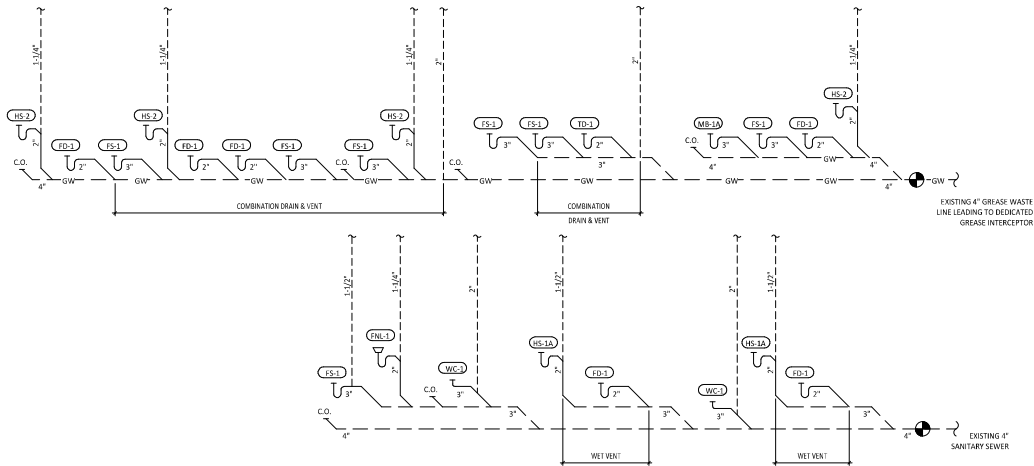 1-1/4" 1-1/4" 1-1/4" 2" 2" 1-1/4"
HS-2 HS-2 HS-2 HS-2
2" 2" 2" 2"
FD-1 FS-1 FD-1 FD-1 FS-1 FS-1 FS-1 FS-1 TD-1 MB-1A FS-1 FD-1
2" 3" 2" 2" 3" 3" 3" 3" 2" 3" 3" 2"
C.O. C.O. C.O. C.O.
3" 4" GW 4"
4" GW GW GW GW GW GW GW GW GW GW GW GW 4" GW
COMBINATION DRAIN & VENT
COMBINATION
DRAIN & VENT
EXISTING 4" GREASE WASTE
LINE LEADING TO DEDICATED
GREASE INTERCEPTOR
1-1/2" 1-1/4" 2" 1-1/2" 2" 1-1/2"
FNL-1 HS-1A HS-1A
2" 2" 2"
FS-1 WC-1 FD-1 WC-1 FD-1
3" 3" 2" 3" 2"
C.O. C.O.
3" 3" 3"
4" 4"
EXISTING 4"
SANITARY SEWER
WET VENT WET VENT